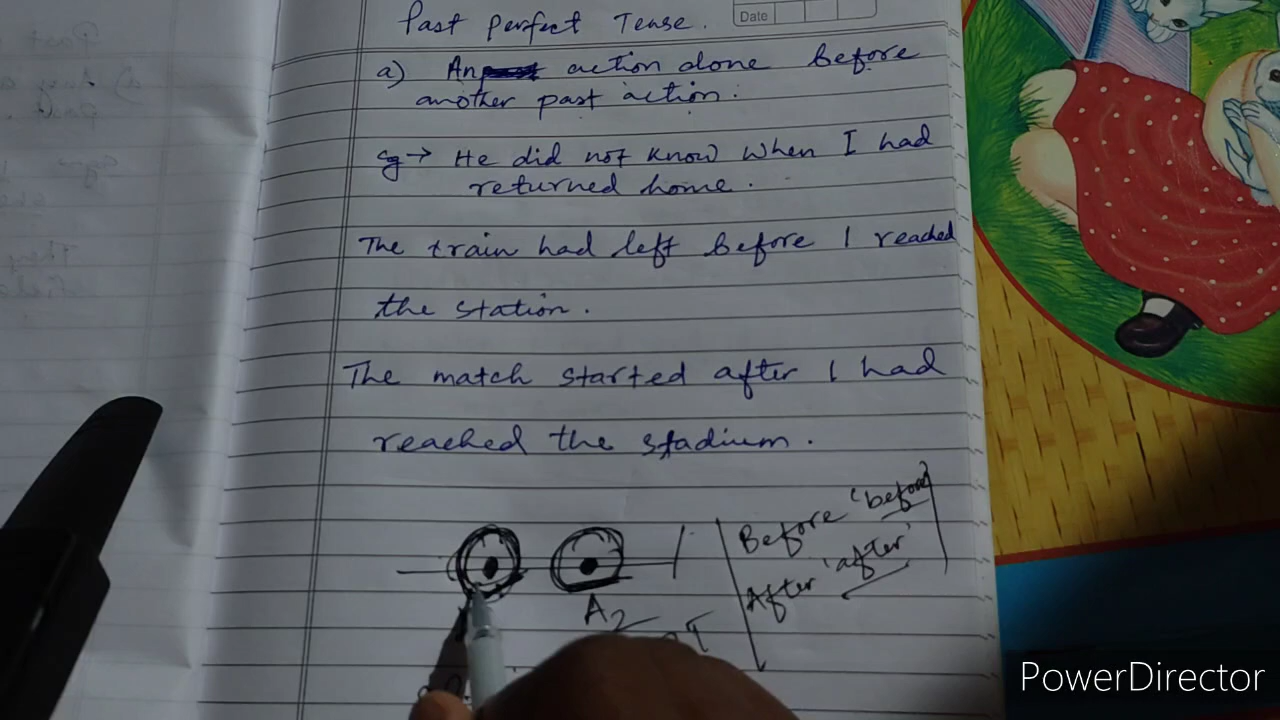 Past Perfect Tense.
Date
a) An action done before
another past action.
eg → He did not know when I had
returned home.
The train had left before I reached
the station.
The match started after I had
reached the stadium.
Before 'before'
After 'after'
A2
PowerDirector